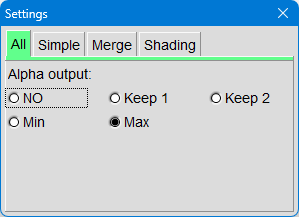 Settings
All Simple Merge Shading
Alpha output:
NO Keep 1 Keep 2
Min Max